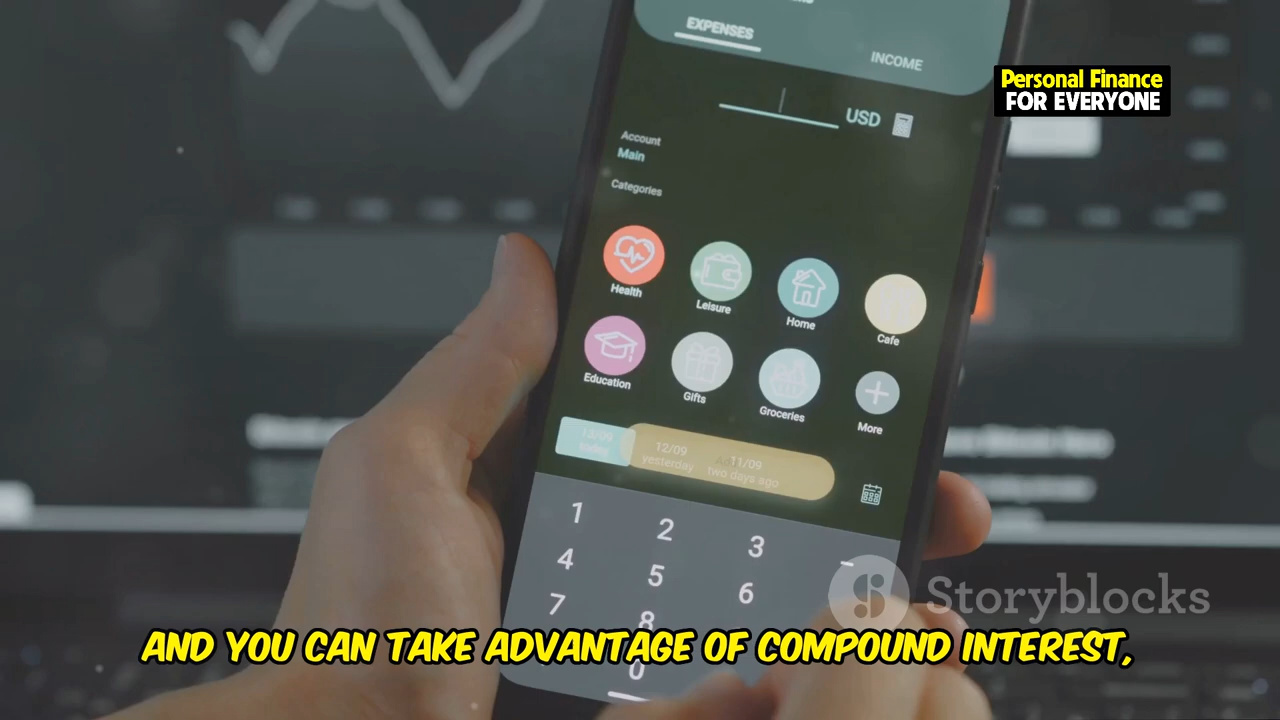 EXPENSES
INCOME
Personal Finance
FOR EVERYONE
USD
Account
Main
Categories
Health
Leisure
Home
Cafe
Education
Gifts
Groceries
More
today
12/09
yesterday
11/09
two days ago
1 2 3 -
4 5 6
7 8
0
Storyblocks
AND YOU CAN TAKE ADVANTAGE OF COMPOUND INTEREST,